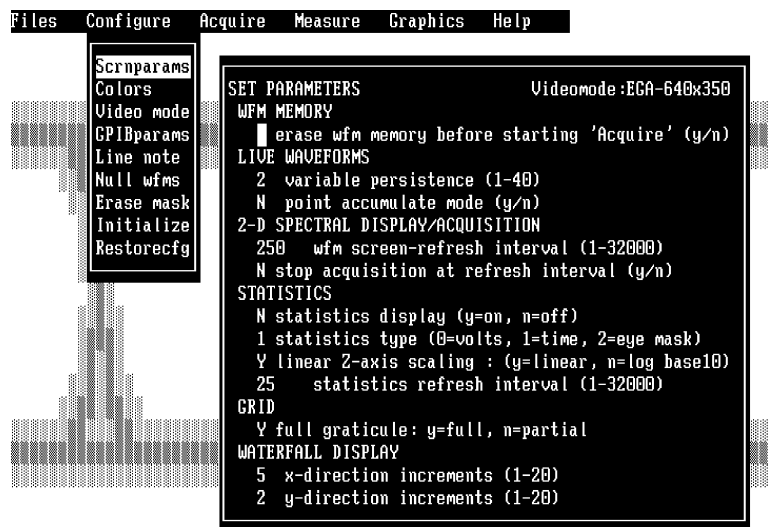 Files Configure Acquire Measure Graphics Help
Scrnparams
Colors
Video mode
GPIBparams
Line note
Null wfms
Erase mask
Initialize
Restorecfg
SET PARAMETERS Videomode:EGA-640x350
WFM MEMORY
erase wfm memory before starting 'Acquire' (y/n)
LIVE WAVEFORMS
2 variable persistence (1-40)
N point accumulate mode (y/n)
2-D SPECTRAL DISPLAY/ACQUISITION
250 wfm screen-refresh interval (1-32000)
N stop acquisition at refresh interval (y/n)
STATISTICS
N statistics display (y=on, n=off)
1 statistics type (0=volts, 1=time, 2=eye mask)
Y linear Z-axis scaling : (y=linear, n=log base10)
25 statistics refresh interval (1-32000)
GRID
Y full graticule: y=full, n=partial
WATERFALL DISPLAY
5 x-direction increments (1-20)
2 y-direction increments (1-20)